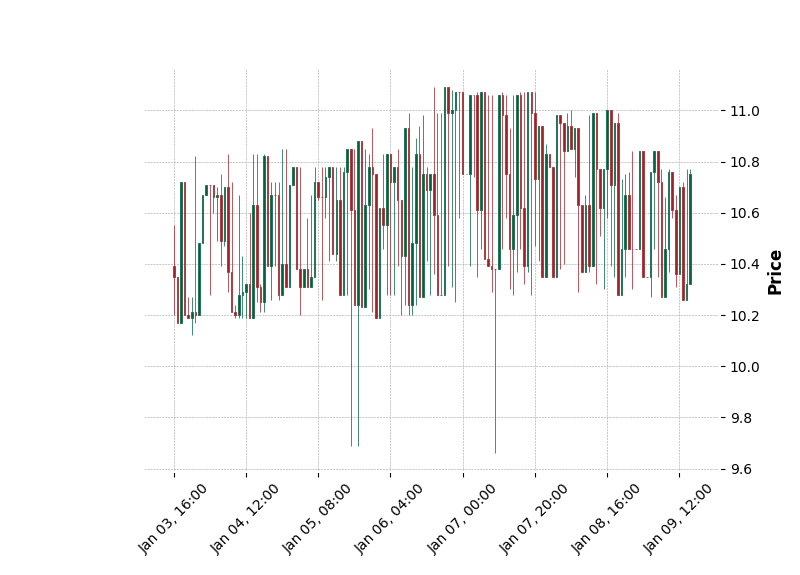 11.0
10.8
10.6
10.4
10.2
10.0
9.8
9.6
Price
Jan 03, 16:00
Jan 04, 12:00
Jan 05, 08:00
Jan 06, 04:00
Jan 07, 00:00
Jan 07, 20:00
Jan 08, 16:00
Jan 09, 12:00